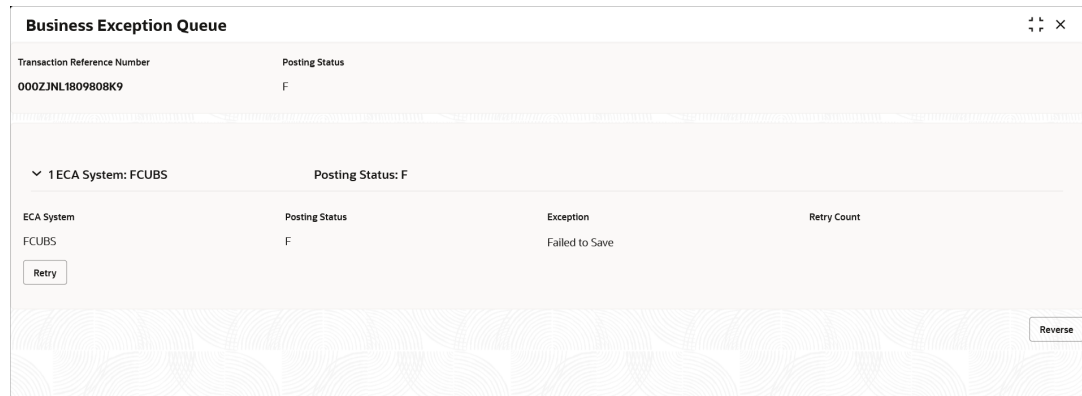 Business Exception Queue
Transaction Reference Number Posting Status
000ZJNL1809808K9 F
1 ECA System: FCUBS Posting Status: F
ECA System Posting Status Exception Retry Count
FCUBS F Failed to Save
Retry
Reverse